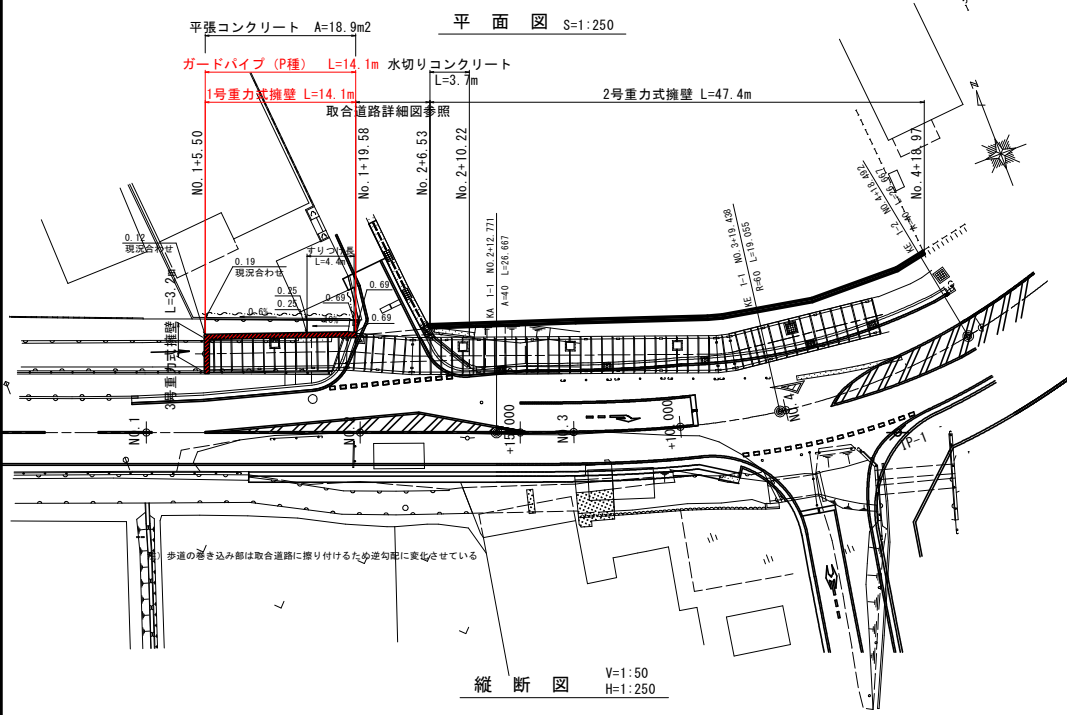 平面図 S=1:250
平張コンクリート A=18.9m2
ガードパイプ（P種） L=14.1m
水切りコンクリート
L=3.7m
1号重力式擁壁 L=14.1m
2号重力式擁壁 L=47.4m
取合道路詳細図参照
NO.1+5.50
No.1+19.58
No.2+6.53
No.2+10.22
No.4+18.97
N
KA 1-1 NO.2+12.771
A=40 L=26.667
KE 1-1 NO.3+19.438
R=60 L=19.055
KE 1-2 NO.4+18.492
0.12
現況合わせ
0.19
現況合わせ
すりつけ長
L=4.4m
0.25
0.25
0.65
0.69
0.69
0.69
3号重力式擁壁 L=3.2m
NO.1
+15.000
NO.3
+10.000
NO.4
IP-1
歩道の巻き込み部は取合道路に擦り付けるため逆勾配に変化させている
縦断図
V=1:50
H=1:250